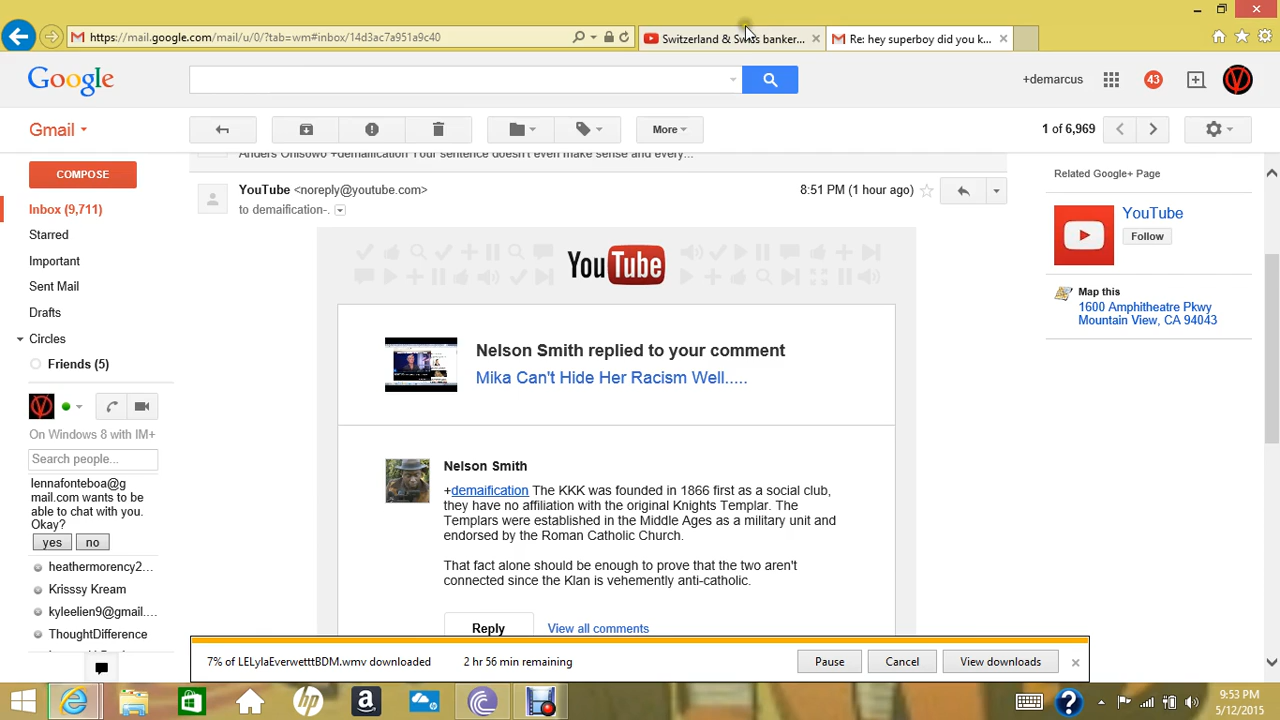 https://mail.google.com/mail/u/0/?tab=wm#inbox/14d3ac7a951a9c40
Switzerland & Swiss banker...
Re: hey superboy did you k...
Google
+demarcus
43
Gmail
More
1 of 6,969
COMPOSE
Inbox (9,711)
Starred
Important
Sent Mail
Drafts
Circles
Friends (5)
On Windows 8 with IM+
Search people...
lennafonteboa@g
mail.com wants to be
able to chat with you.
Okay?
yes no
heathermorency2...
Krisssy Kream
kyleelien9@gmail....
ThoughtDifference
Anders Onisowo +demaification Your sentence doesn't even make sense and every...
YouTube <noreply@youtube.com>
8:51 PM (1 hour ago)
to demaification-.
YouTube
Nelson Smith replied to your comment
Mika Can't Hide Her Racism Well.....
Nelson Smith
+demaification The KKK was founded in 1866 first as a social club,
they have no affiliation with the original Knights Templar. The
Templars were established in the Middle Ages as a military unit and
endorsed by the Roman Catholic Church.
That fact alone should be enough to prove that the two aren't
connected since the Klan is vehemently anti-catholic.
Reply View all comments
Related Google+ Page
YouTube
Follow
Map this
1600 Amphitheatre Pkwy
Mountain View, CA 94043
7% of LELylaEverwetttBDM.wmv downloaded 2 hr 56 min remaining
Pause Cancel View downloads
hp
9:53 PM
5/12/2015